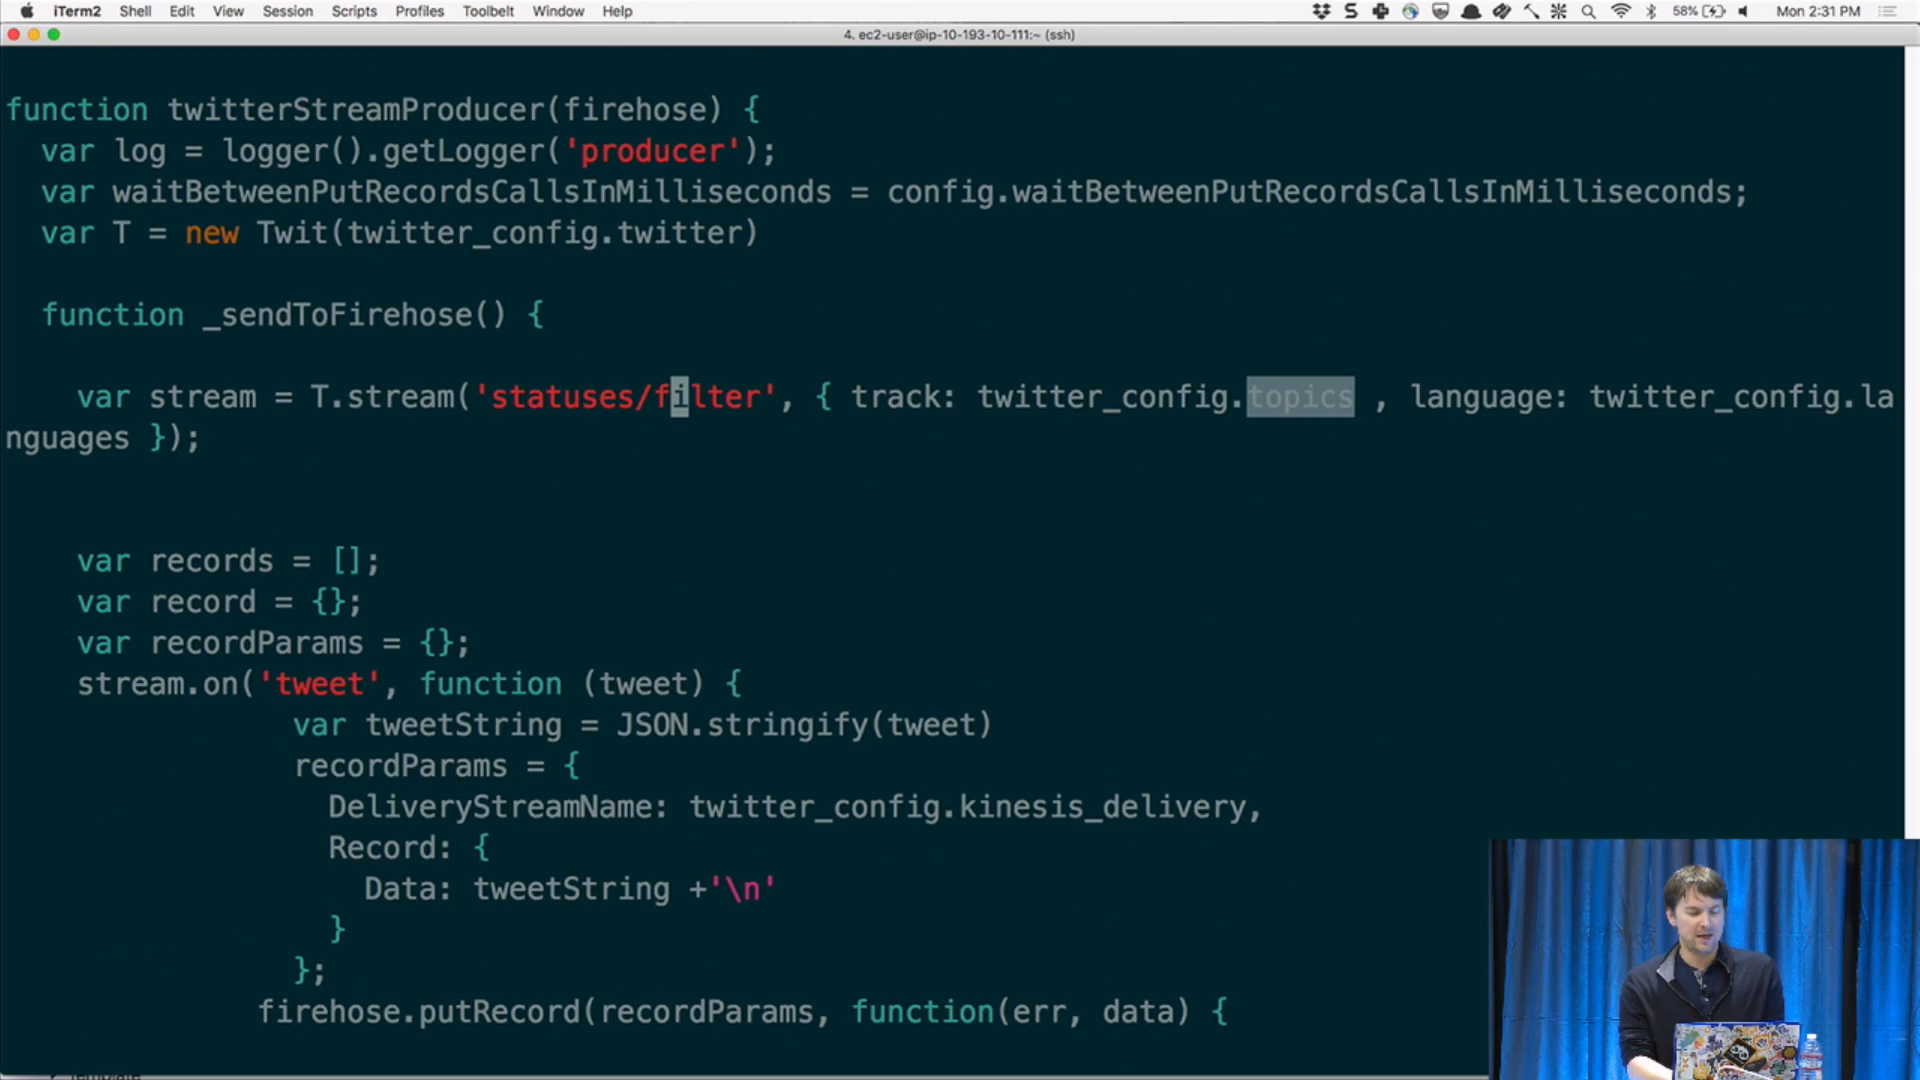 iTerm2 Shell Edit View Session Scripts Profiles Toolbelt Window Help 58% Mon 2:31 PM
4. ec2-user@ip-10-193-10-111:~ (ssh)
function twitterStreamProducer(firehose) {
  var log = logger().getLogger('producer');
  var waitBetweenPutRecordsCallsInMilliseconds = config.waitBetweenPutRecordsCallsInMilliseconds;
  var T = new Twit(twitter_config.twitter)
  function _sendToFirehose() {
    var stream = T.stream('statuses/filter', { track: twitter_config.topics , language: twitter_config.la
nguages });
    var records = [];
    var record = {};
    var recordParams = {};
    stream.on('tweet', function (tweet) {
                var tweetString = JSON.stringify(tweet)
                recordParams = {
                  DeliveryStreamName: twitter_config.kinesis_delivery,
                  Record: {
                    Data: tweetString +'\n'
                  }
                };
              firehose.putRecord(recordParams, function(err, data) {